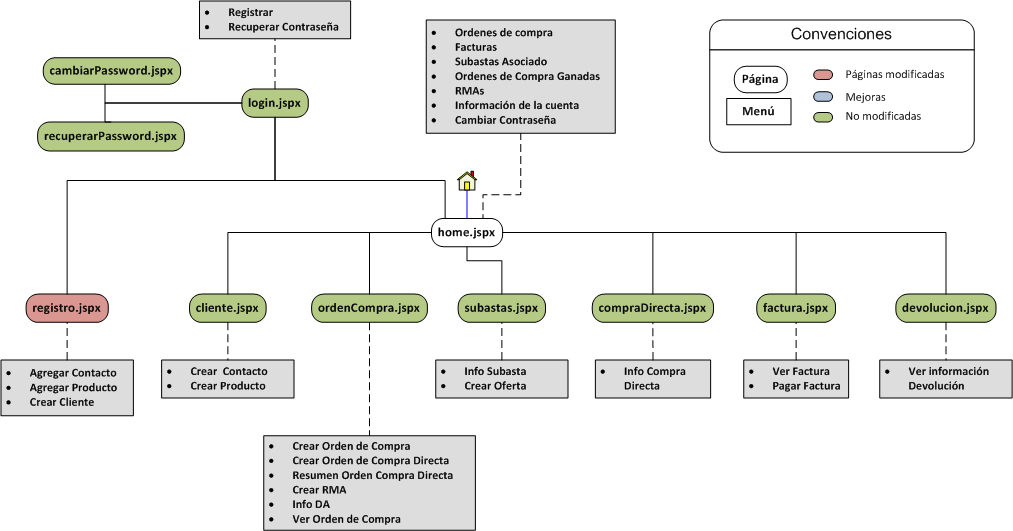 Registrar
Recuperar Contraseña
Ordenes de compra
Facturas
Subastas Asociado
Ordenes de Compra Ganadas
RMAs
Información de la cuenta
Cambiar Contraseña
Convenciones
Página
Menú
Páginas modificadas
Mejoras
No modificadas
cambiarPassword.jspx
login.jspx
recuperarPassword.jspx
home.jspx
registro.jspx
cliente.jspx
ordenCompra.jspx
subastas.jspx
compraDirecta.jspx
factura.jspx
devolucion.jspx
Agregar Contacto
Agregar Producto
Crear Cliente
Crear Contacto
Crear Producto
Info Subasta
Crear Oferta
Info Compra
Directa
Ver Factura
Pagar Factura
Ver información
Devolución
Crear Orden de Compra
Crear Orden de Compra Directa
Resumen Orden Compra Directa
Crear RMA
Info DA
Ver Orden de Compra